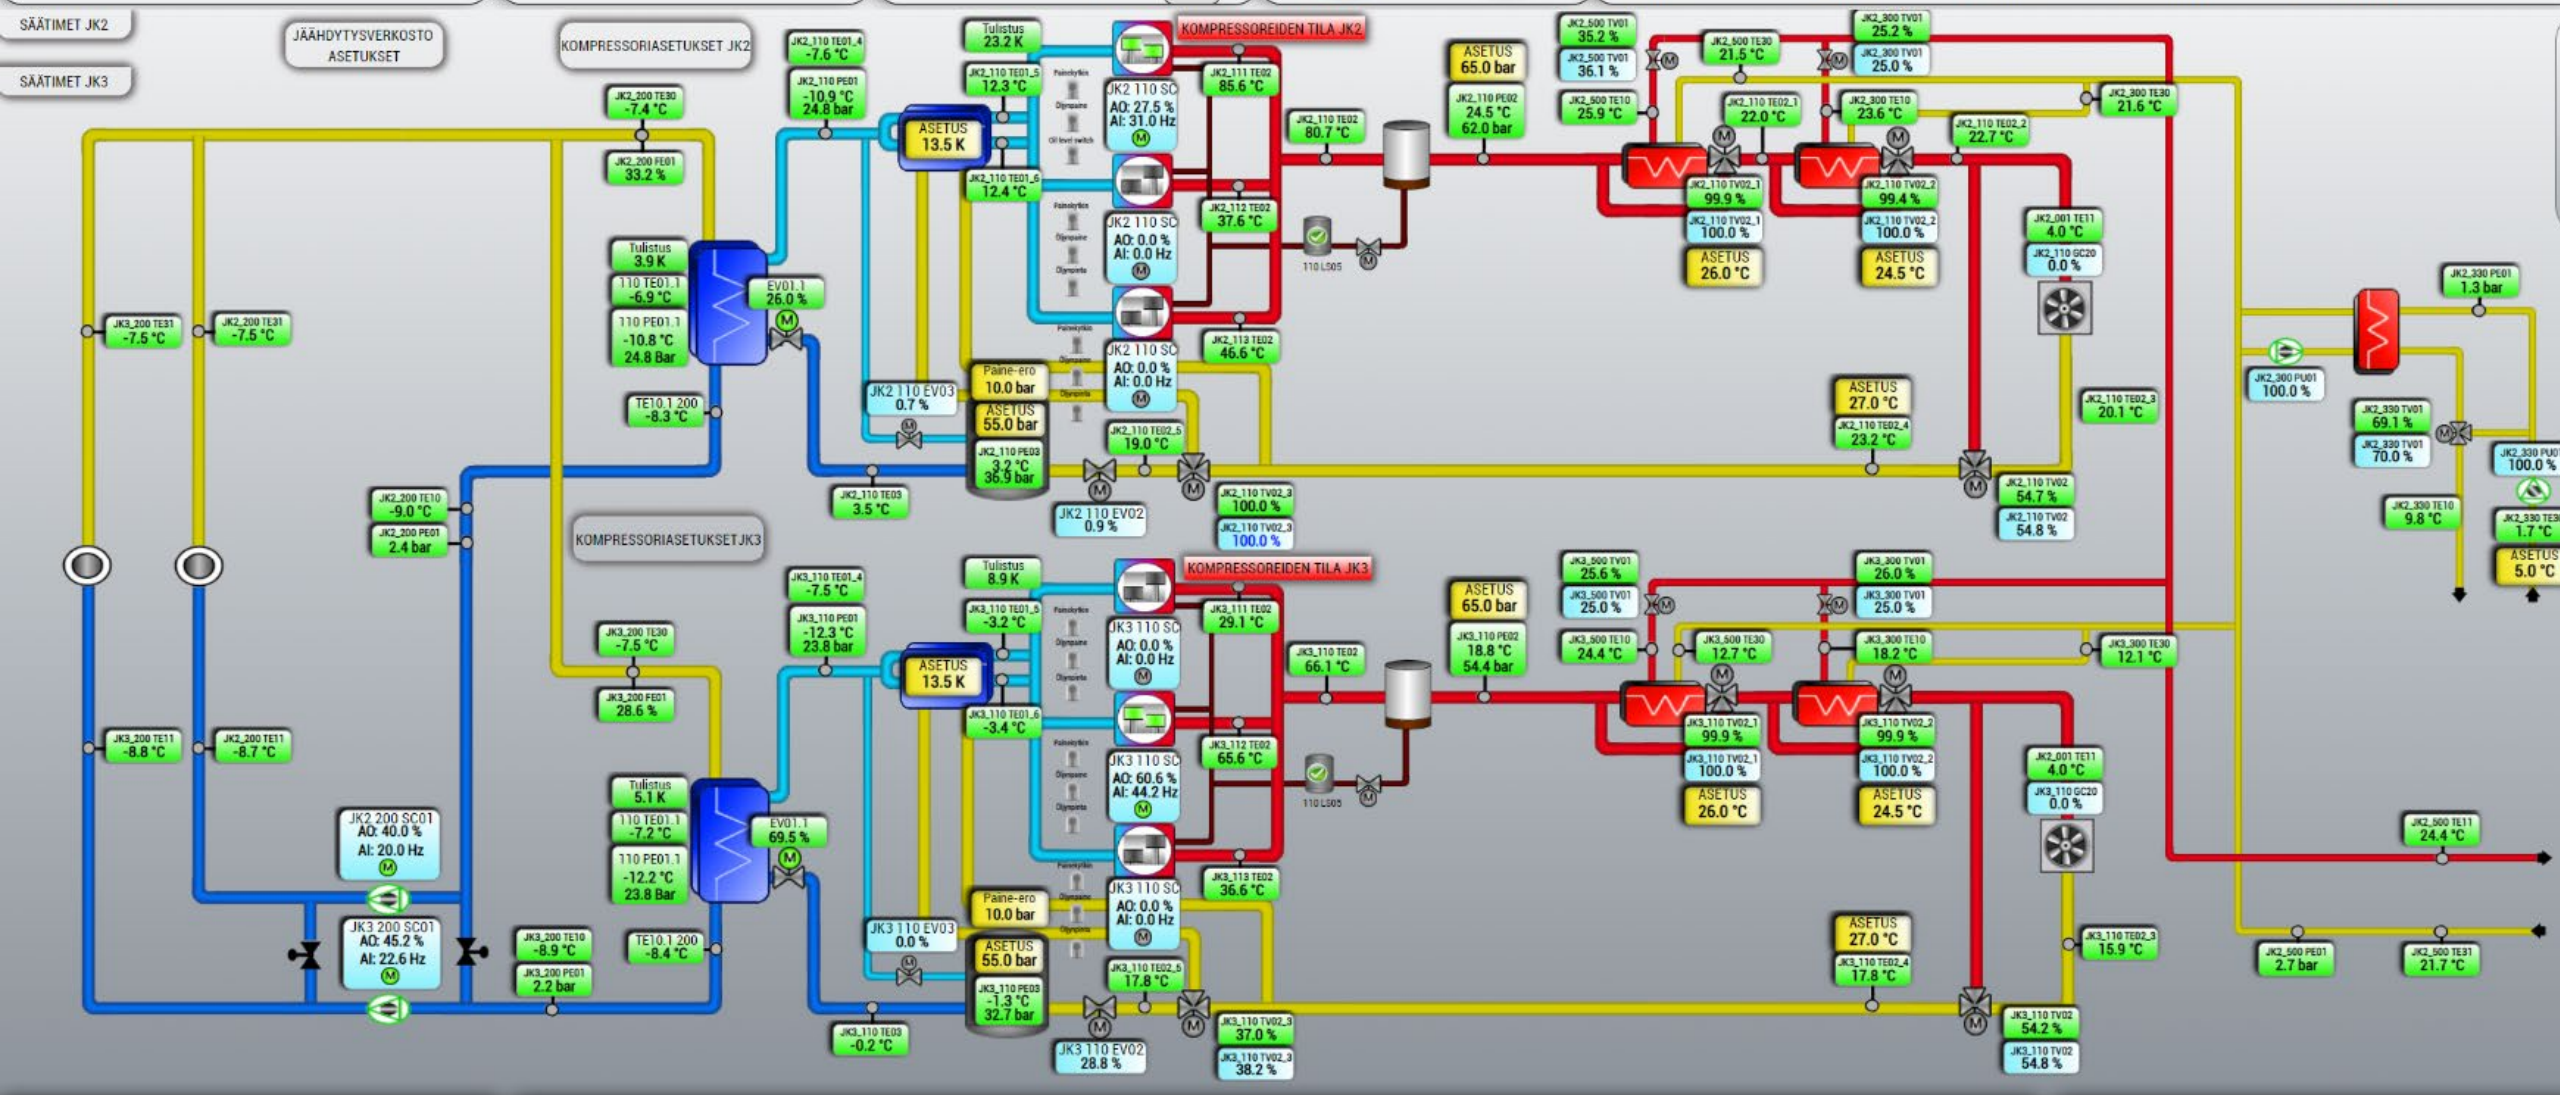 SÄÄTIMET JK2
SÄÄTIMET JK3
JÄÄHDYTYSVERKOSTO
ASETUKSET
KOMPRESSORIASETUKSET JK2
JK2_200 TE30
-7.4 °C
JK2_200 FE01
33.2 %
JK3_200 TE31
-7.5 °C
JK2_200 TE31
-7.5 °C
Tulistus
3.9 K
110 TE01.1
-6.9 °C
110 PE01.1
-10.8 °C
24.8 Bar
EV01.1
26.0 %
M
TE10.1 200
-8.3 °C
JK2_200 TE10
-9.0 °C
JK2_200 PE01
2.4 bar
JK2_110 TE01_4
-7.6 °C
JK2_110 PE01
-10.9 °C
24.8 bar
ASETUS
13.5 K
Tulistus
23.2 K
JK2_110 TE01_5
12.3 °C
JK2_110 TE01_6
12.4 °C
KOMPRESSOREIDEN TILA JK2
JK2_111 TE02
85.6 °C
JK2 110 SC
AO: 27.5 %
AI: 31.0 Hz
M
JK2_112 TE02
37.6 °C
JK2 110 SC
AO: 0.0 %
AI: 0.0 Hz
M
JK2_113 TE02
46.6 °C
JK2 110 SC
AO: 0.0 %
AI: 0.0 Hz
M
Painekytkin
Öljynpaine
Oil level switch
Painekytkin
Öljynpaine
Öljynpinta
Painekytkin
Öljynpaine
Öljynpinta
JK2 110 EV03
0.7 %
M
Paine-ero
10.0 bar
ASETUS
55.0 bar
JK2_110 PE03
3.2 °C
36.9 bar
JK2_110 TE03
3.5 °C
JK2_110 TE02_5
19.0 °C
M
JK2 110 EV02
0.9 %
M
JK2_110 TV02_3
100.0 %
JK2_110 TV02_3
100.0 %
JK2_110 TE02
80.7 °C
110 LS05
M
ASETUS
65.0 bar
JK2_110 PE02
24.5 °C
62.0 bar
JK2_500 TV01
35.2 %
JK2_500 TV01
36.1 %
M
JK2_500 TE10
25.9 °C
JK2_500 TE30
21.5 °C
JK2_110 TE02_1
22.0 °C
M
JK2_300 TV01
25.2 %
JK2_300 TV01
25.0 %
M
JK2_300 TE10
23.6 °C
M
JK2_110 TE02_2
22.7 °C
JK2_300 TE30
21.6 °C
JK2_110 TV02_1
99.9 %
JK2_110 TV02_1
100.0 %
ASETUS
26.0 °C
JK2_110 TV02_2
99.4 %
JK2_110 TV02_2
100.0 %
ASETUS
24.5 °C
JK2_001 TE11
4.0 °C
JK2_110 GC20
0.0 %
JK2_110 TE02_3
20.1 °C
ASETUS
27.0 °C
JK2_110 TE02_4
23.2 °C
M
JK2_110 TV02
54.7 %
JK2_110 TV02
54.8 %
JK2_330 PE01
1.3 bar
JK2_300 PU01
100.0 %
JK2_330 TV01
69.1 %
JK2_330 TV01
70.0 %
M
JK2_330 PU0
100.0 %
JK2_330 TE10
9.8 °C
JK2_330 TE3
1.7 °C
ASETUS
5.0 °C
KOMPRESSORIASETUKSETJK3
JK3_200 TE30
-7.5 °C
JK3_200 FE01
28.6 %
JK3_200 TE11
-8.8 °C
JK2_200 TE11
-8.7 °C
JK2 200 SC01
AO: 40.0 %
AI: 20.0 Hz
M
JK3 200 SC01
AO: 45.2 %
AI: 22.6 Hz
M
JK3_200 TE10
-8.9 °C
JK3_200 PE01
2.2 bar
Tulistus
5.1 K
110 TE01.1
-7.2 °C
110 PE01.1
-12.2 °C
23.8 Bar
EV01.1
69.5 %
M
TE10.1 200
-8.4 °C
JK3_110 TE01_4
-7.5 °C
JK3_110 PE01
-12.3 °C
23.8 bar
ASETUS
13.5 K
Tulistus
8.9 K
JK3_110 TE01_5
-3.2 °C
JK3_110 TE01_6
-3.4 °C
KOMPRESSOREIDEN TILA JK3
JK3_111 TE02
29.1 °C
JK3 110 SC
AO: 0.0 %
AI: 0.0 Hz
M
JK3_112 TE02
65.6 °C
JK3 110 SC
AO: 60.6 %
AI: 44.2 Hz
M
JK3_113 TE02
36.6 °C
JK3 110 SC
AO: 0.0 %
AI: 0.0 Hz
M
Painekytkin
Öljynpaine
Öljynpinta
Painekytkin
Öljynpaine
Öljynpinta
Painekytkin
Öljynpaine
Öljynpinta
JK3 110 EV03
0.0 %
M
Paine-ero
10.0 bar
ASETUS
55.0 bar
JK3_110 PE03
-1.3 °C
32.7 bar
JK3_110 TE03
-0.2 °C
JK3_110 TE02_5
17.8 °C
M
JK3 110 EV02
28.8 %
M
JK3_110 TV02_3
37.0 %
JK3_110 TV02_3
38.2 %
JK3_110 TE02
66.1 °C
110 LS05
M
ASETUS
65.0 bar
JK3_110 PE02
18.8 °C
54.4 bar
JK3_500 TV01
25.6 %
JK3_500 TV01
25.0 %
M
JK3_500 TE10
24.4 °C
JK3_500 TE30
12.7 °C
M
JK3_300 TV01
26.0 %
JK3_300 TV01
25.0 %
M
JK3_300 TE10
18.2 °C
M
JK3_300 TE30
12.1 °C
JK3_110 TV02_1
99.9 %
JK3_110 TV02_1
100.0 %
ASETUS
26.0 °C
JK3_110 TV02_2
99.9 %
JK3_110 TV02_2
100.0 %
ASETUS
24.5 °C
JK2_001 TE11
4.0 °C
JK3_110 GC20
0.0 %
JK3_110 TE02_3
15.9 °C
ASETUS
27.0 °C
JK3_110 TE02_4
17.8 °C
M
JK3_110 TV02
54.2 %
JK3_110 TV02
54.8 %
JK2_500 TE11
24.4 °C
JK2_500 PE01
2.7 bar
JK2_500 TE31
21.7 °C